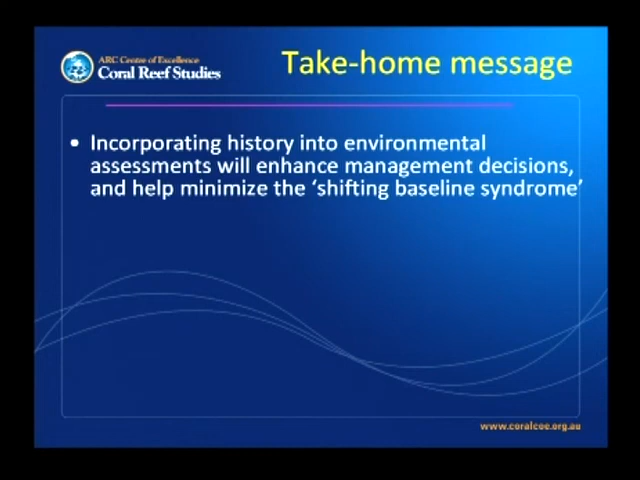 ARC Centre of Excellence
Coral Reef Studies
Take-home message
• Incorporating history into environmental
assessments will enhance management decisions,
and help minimize the ‘shifting baseline syndrome’
www.coralcoe.org.au